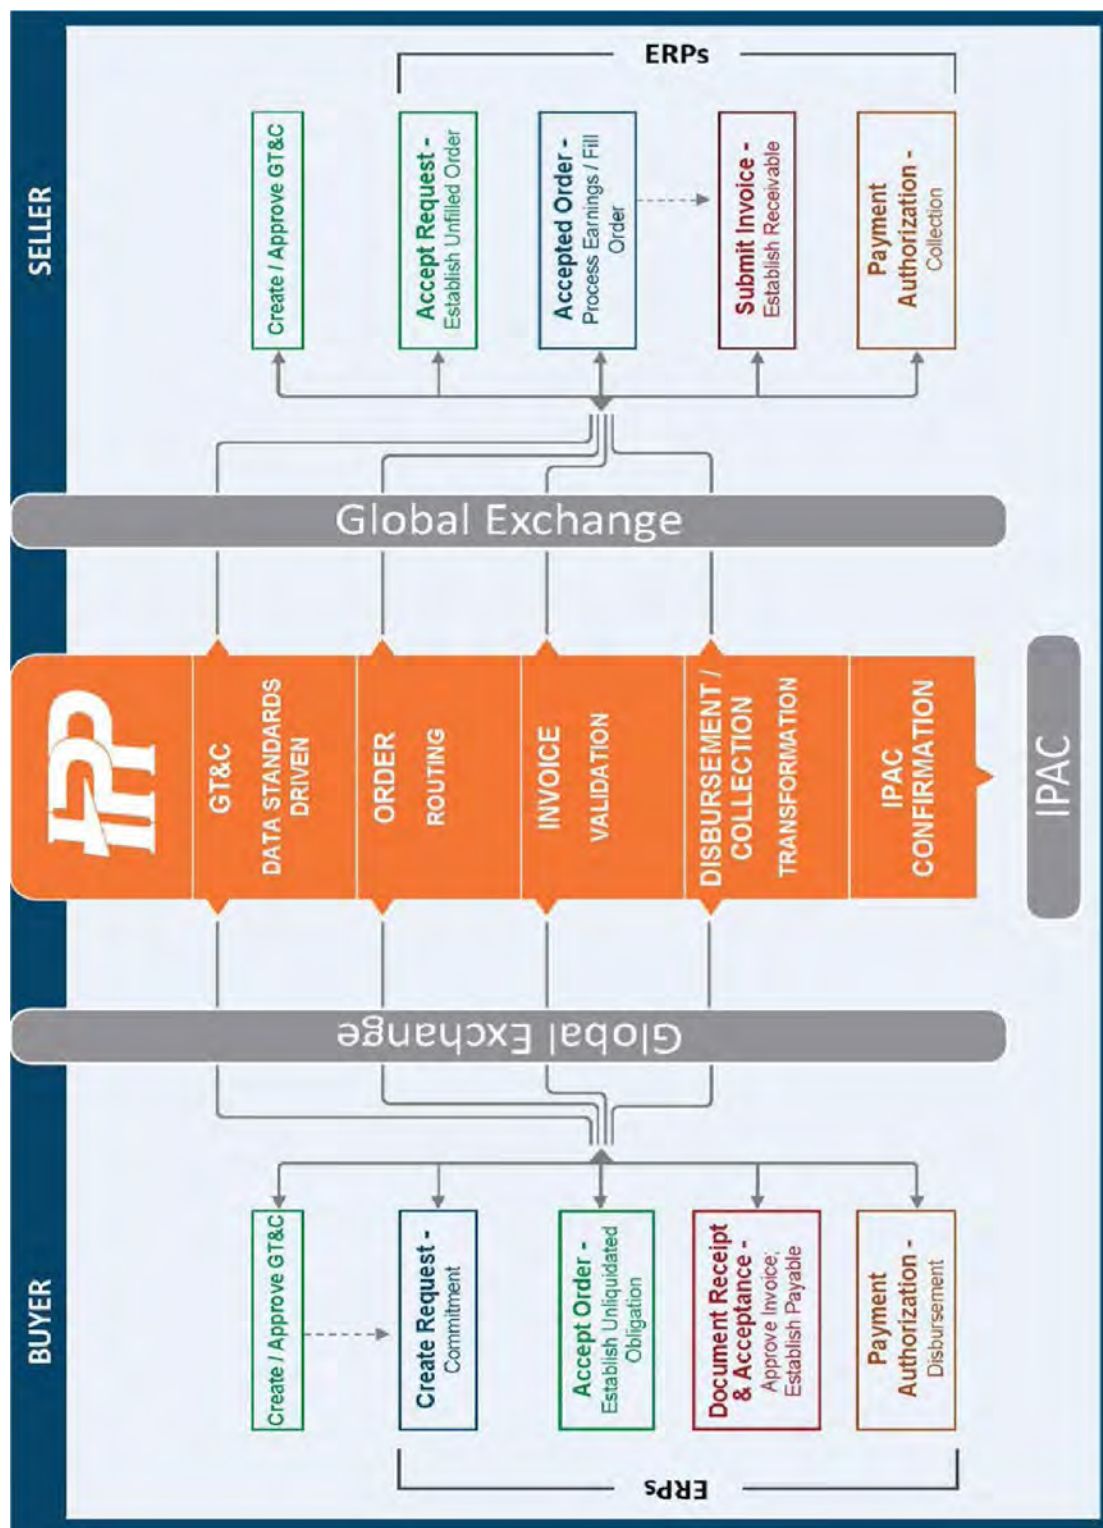 BUYER
SELLER
ERPs
Create / Approve GT&C
Create Request -
Commitment
Accept Order -
Establish Unliquidated
Obligation
Document Receipt
& Acceptance -
Approve Invoice;
Establish Payable
Payment
Authorization -
Disbursement
Global Exchange
IPP
GT&C
DATA STANDARDS
DRIVEN
ORDER
ROUTING
INVOICE
VALIDATION
DISBURSEMENT /
COLLECTION
TRANSFORMATION
IPAC
CONFIRMATION
IPAC
Global Exchange
Create / Approve GT&C
Accept Request -
Establish Unfilled Order
Accepted Order -
Process Earnings / Fill
Order
Submit Invoice -
Establish Receivable
Payment
Authorization -
Collection
ERPs